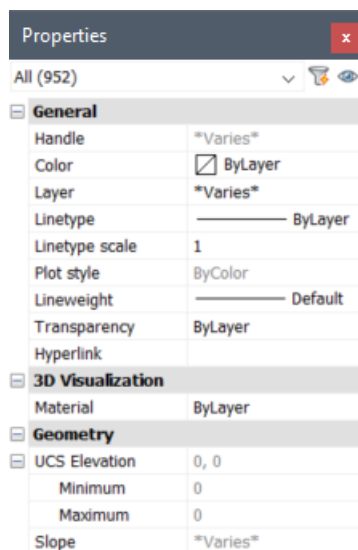 Properties x
All (952)
General
Handle *Varies*
Color ByLayer
Layer *Varies*
Linetype ByLayer
Linetype scale 1
Plot style ByColor
Lineweight Default
Transparency ByLayer
Hyperlink
3D Visualization
Material ByLayer
Geometry
UCS Elevation 0, 0
Minimum 0
Maximum 0
Slope *Varies*